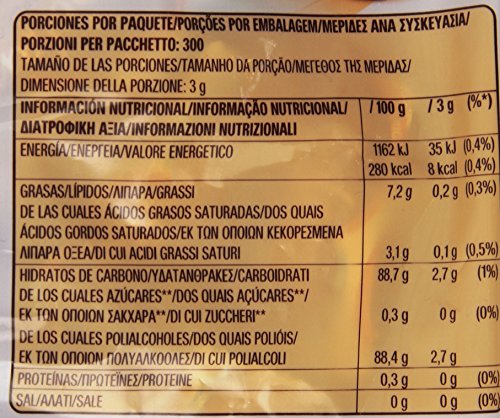 PORCIONES POR PAQUETE/PORÇÕES POR EMBALAGEM/ΜΕΡΙΔΕΣ ΑΝΑ ΣΥΣΚΕΥΑΣΙΑ/
PORZIONI PER PACCHETTO: 300
TAMAÑO DE LAS PORCIONES/TAMANHO DA PORÇÃO/ΜΕΓΕΘΟΣ ΤΗΣ ΜΕΡΙΔΑΣ/
DIMENSIONE DELLA PORZIONE: 3 g
INFORMACIÓN NUTRICIONAL/INFORMAÇÃO NUTRICIONAL/ /100 g /3 g (%*)
ΔΙΑΤΡΟΦΙΚΗ ΑΞΙΑ/INFORMAZIONI NUTRIZIONALI
ENERGÍA/ΕΝΕΡΓΕΙΑ/VALORE ENERGETICO 1162 kJ 35 kJ (0,4%)
280 kcal 8 kcal (0,4%)
GRASAS/LÍPIDOS/ΛΙΠΑΡΑ/GRASSI 7,2 g 0,2 g (0,3%)
DE LAS CUALES ÁCIDOS GRASOS SATURADAS/DOS QUAIS
ÁCIDOS GORDOS SATURADOS/ΕΚ ΤΩΝ ΟΠΟΙΩΝ ΚΕΚΟΡΕΣΜΕΝΑ
ΛΙΠΑΡΑ ΟΞΕΑ/DI CUI ACIDI GRASSI SATURI 3,1 g 0,1 g (0,5%)
HIDRATOS DE CARBONO/ΥΔΑΤΑΝΘΡΑΚΕΣ/CARBOIDRATI 88,7 g 2,7 g (1%)
DE LOS CUALES AZÚCARES**/DOS QUAIS AÇÚCARES**/
ΕΚ ΤΩΝ ΟΠΟΙΩΝ ΣΑΚΧΑΡΑ**/DI CUI ZUCCHERI** 0,3 g 0 g (0%)
DE LOS CUALES POLIALCOHOLES/DOS QUAIS POLIÓIS/
ΕΚ ΤΩΝ ΟΠΟΙΩΝ ΠΟΛΥΑΛΚΟΟΛΕΣ/DI CUI POLIALCOLI 88,4 g 2,7 g
PROTEÍNAS/ΠΡΩΤΕΪΝΕΣ/PROTEINE 0,3 g 0 g (0%)
SAL/ΑΛΑΤΙ/SALE 0 g 0 g (0%)